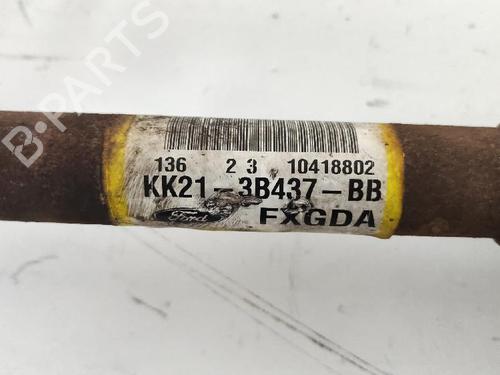 B-PARTS
136 2 3 10418802
KK21-3B437-BB
Ford FXGDA